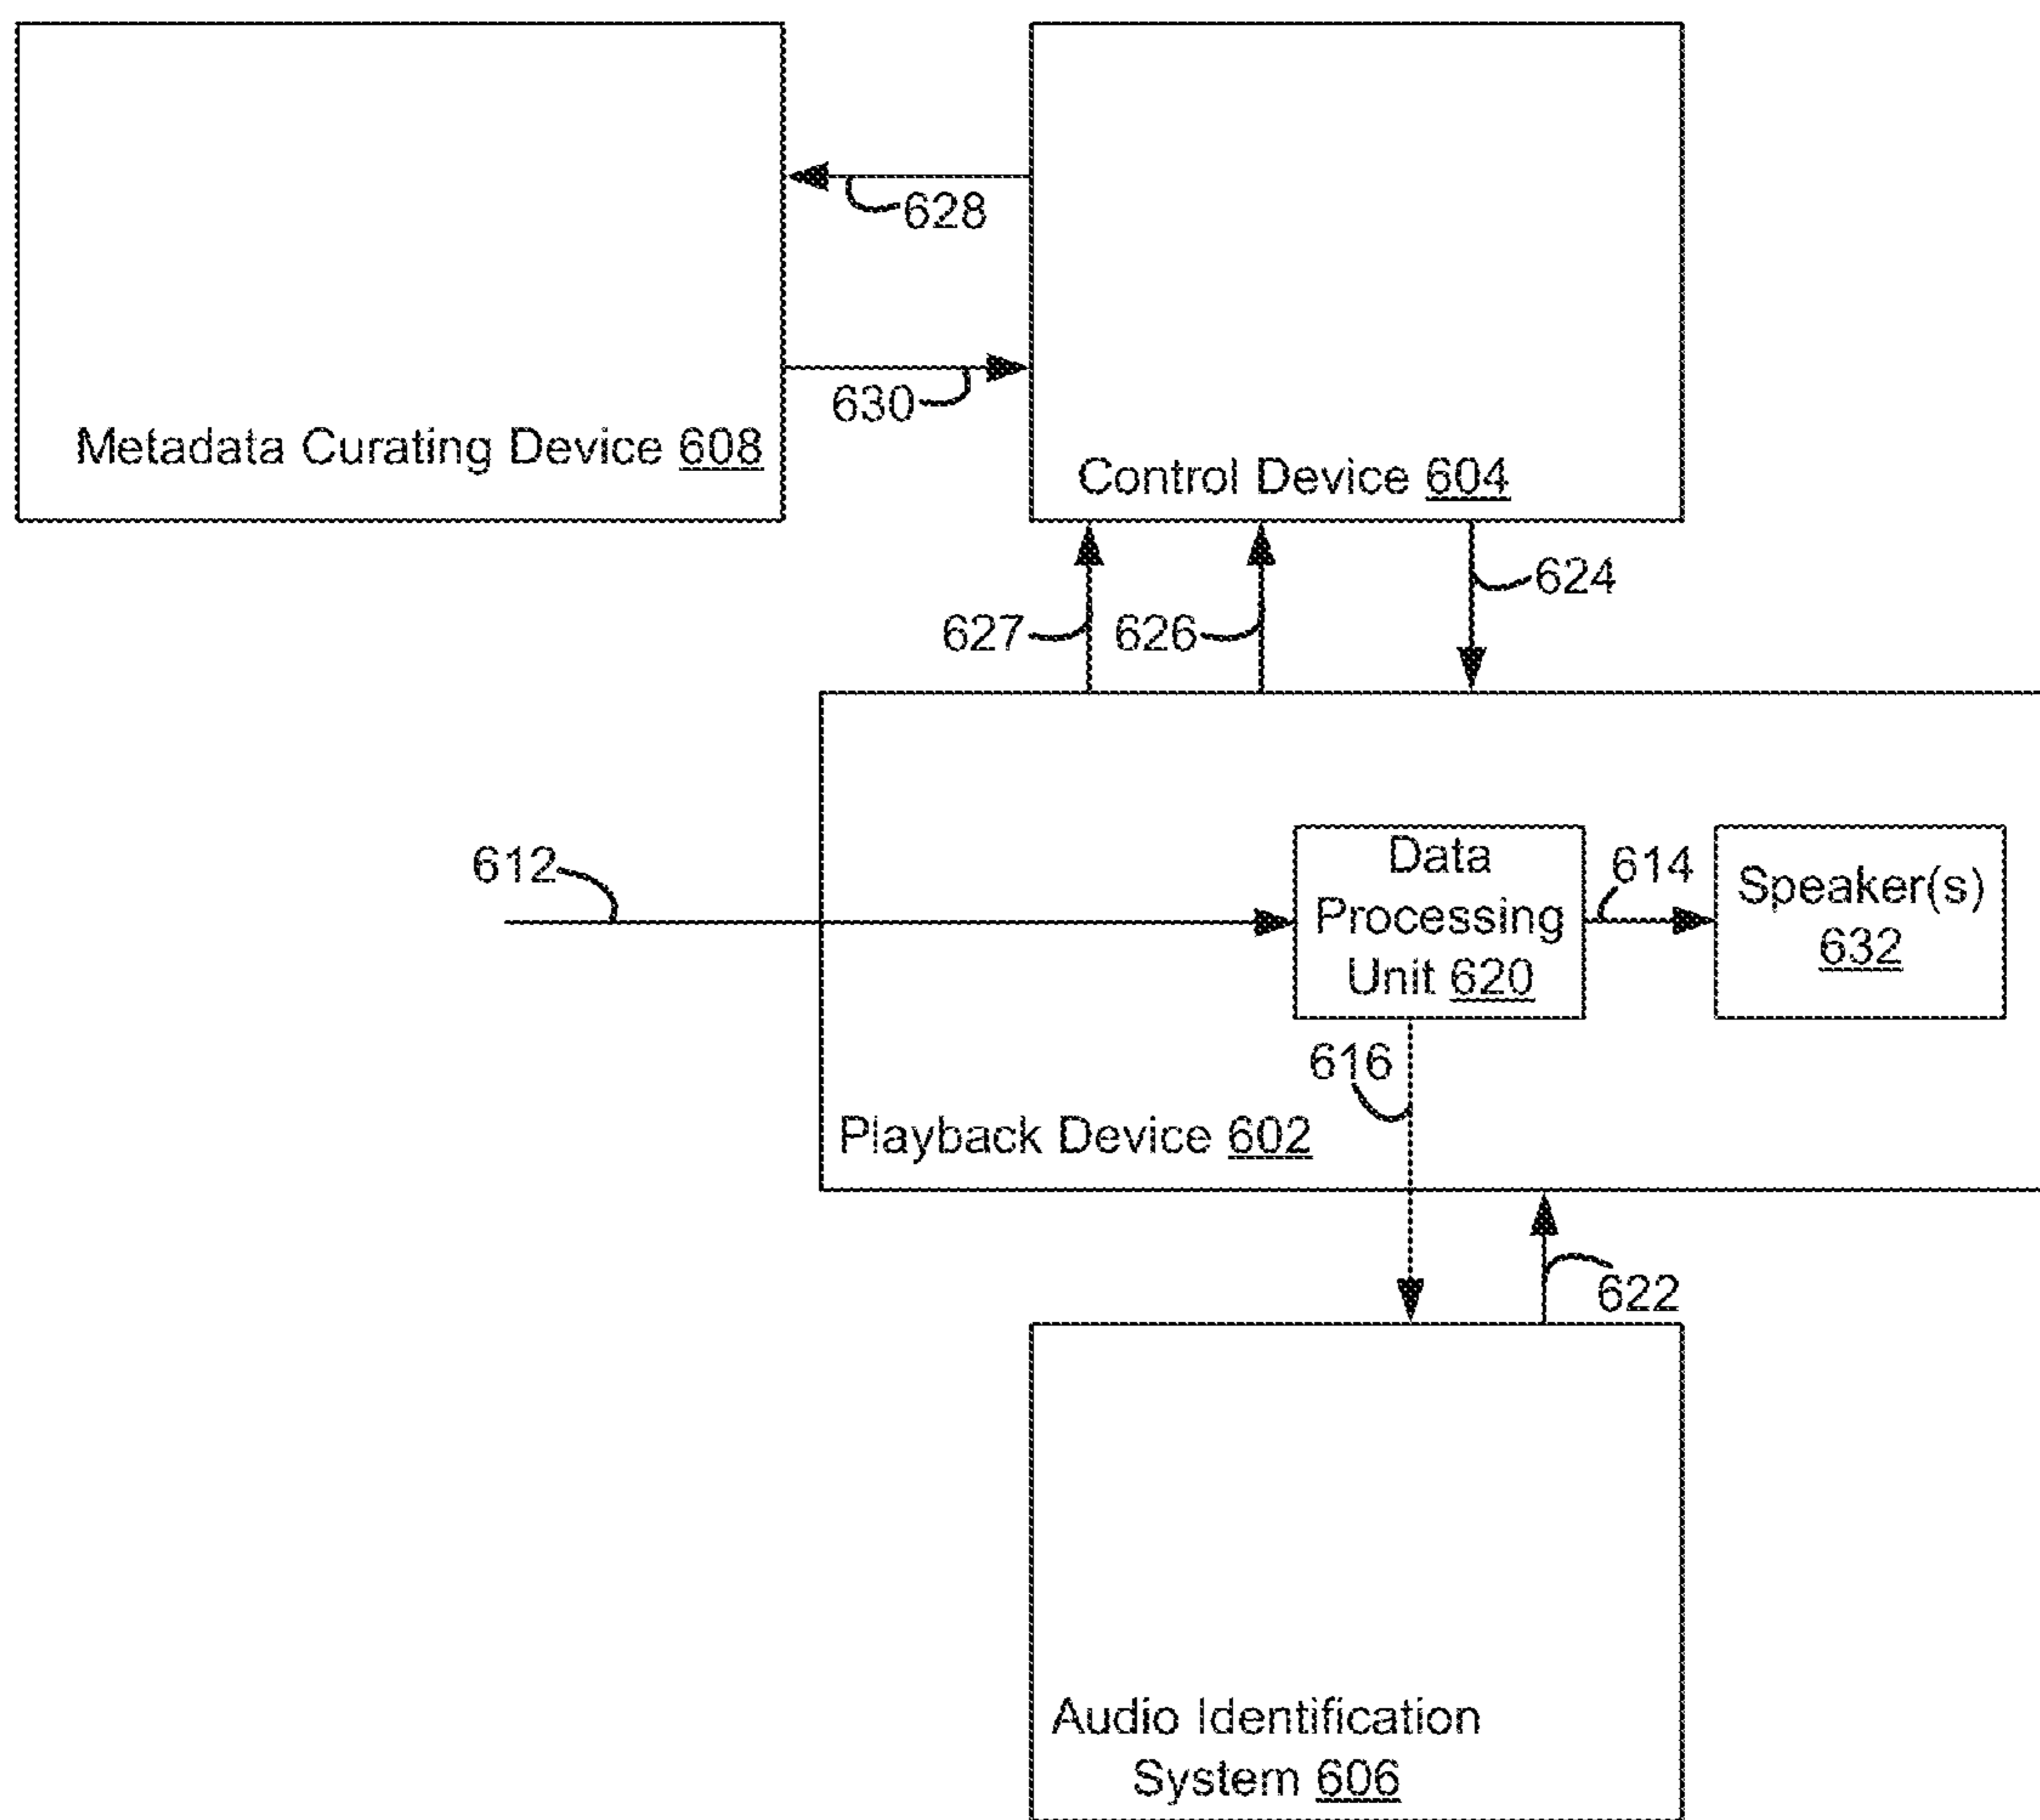 628
630
Metadata Curating Device 608
Control Device 604
624
627
626
612
Data
Processing
Unit 620
614
Speaker(s)
632
616
Playback Device 602
622
Audio Identification
System 606